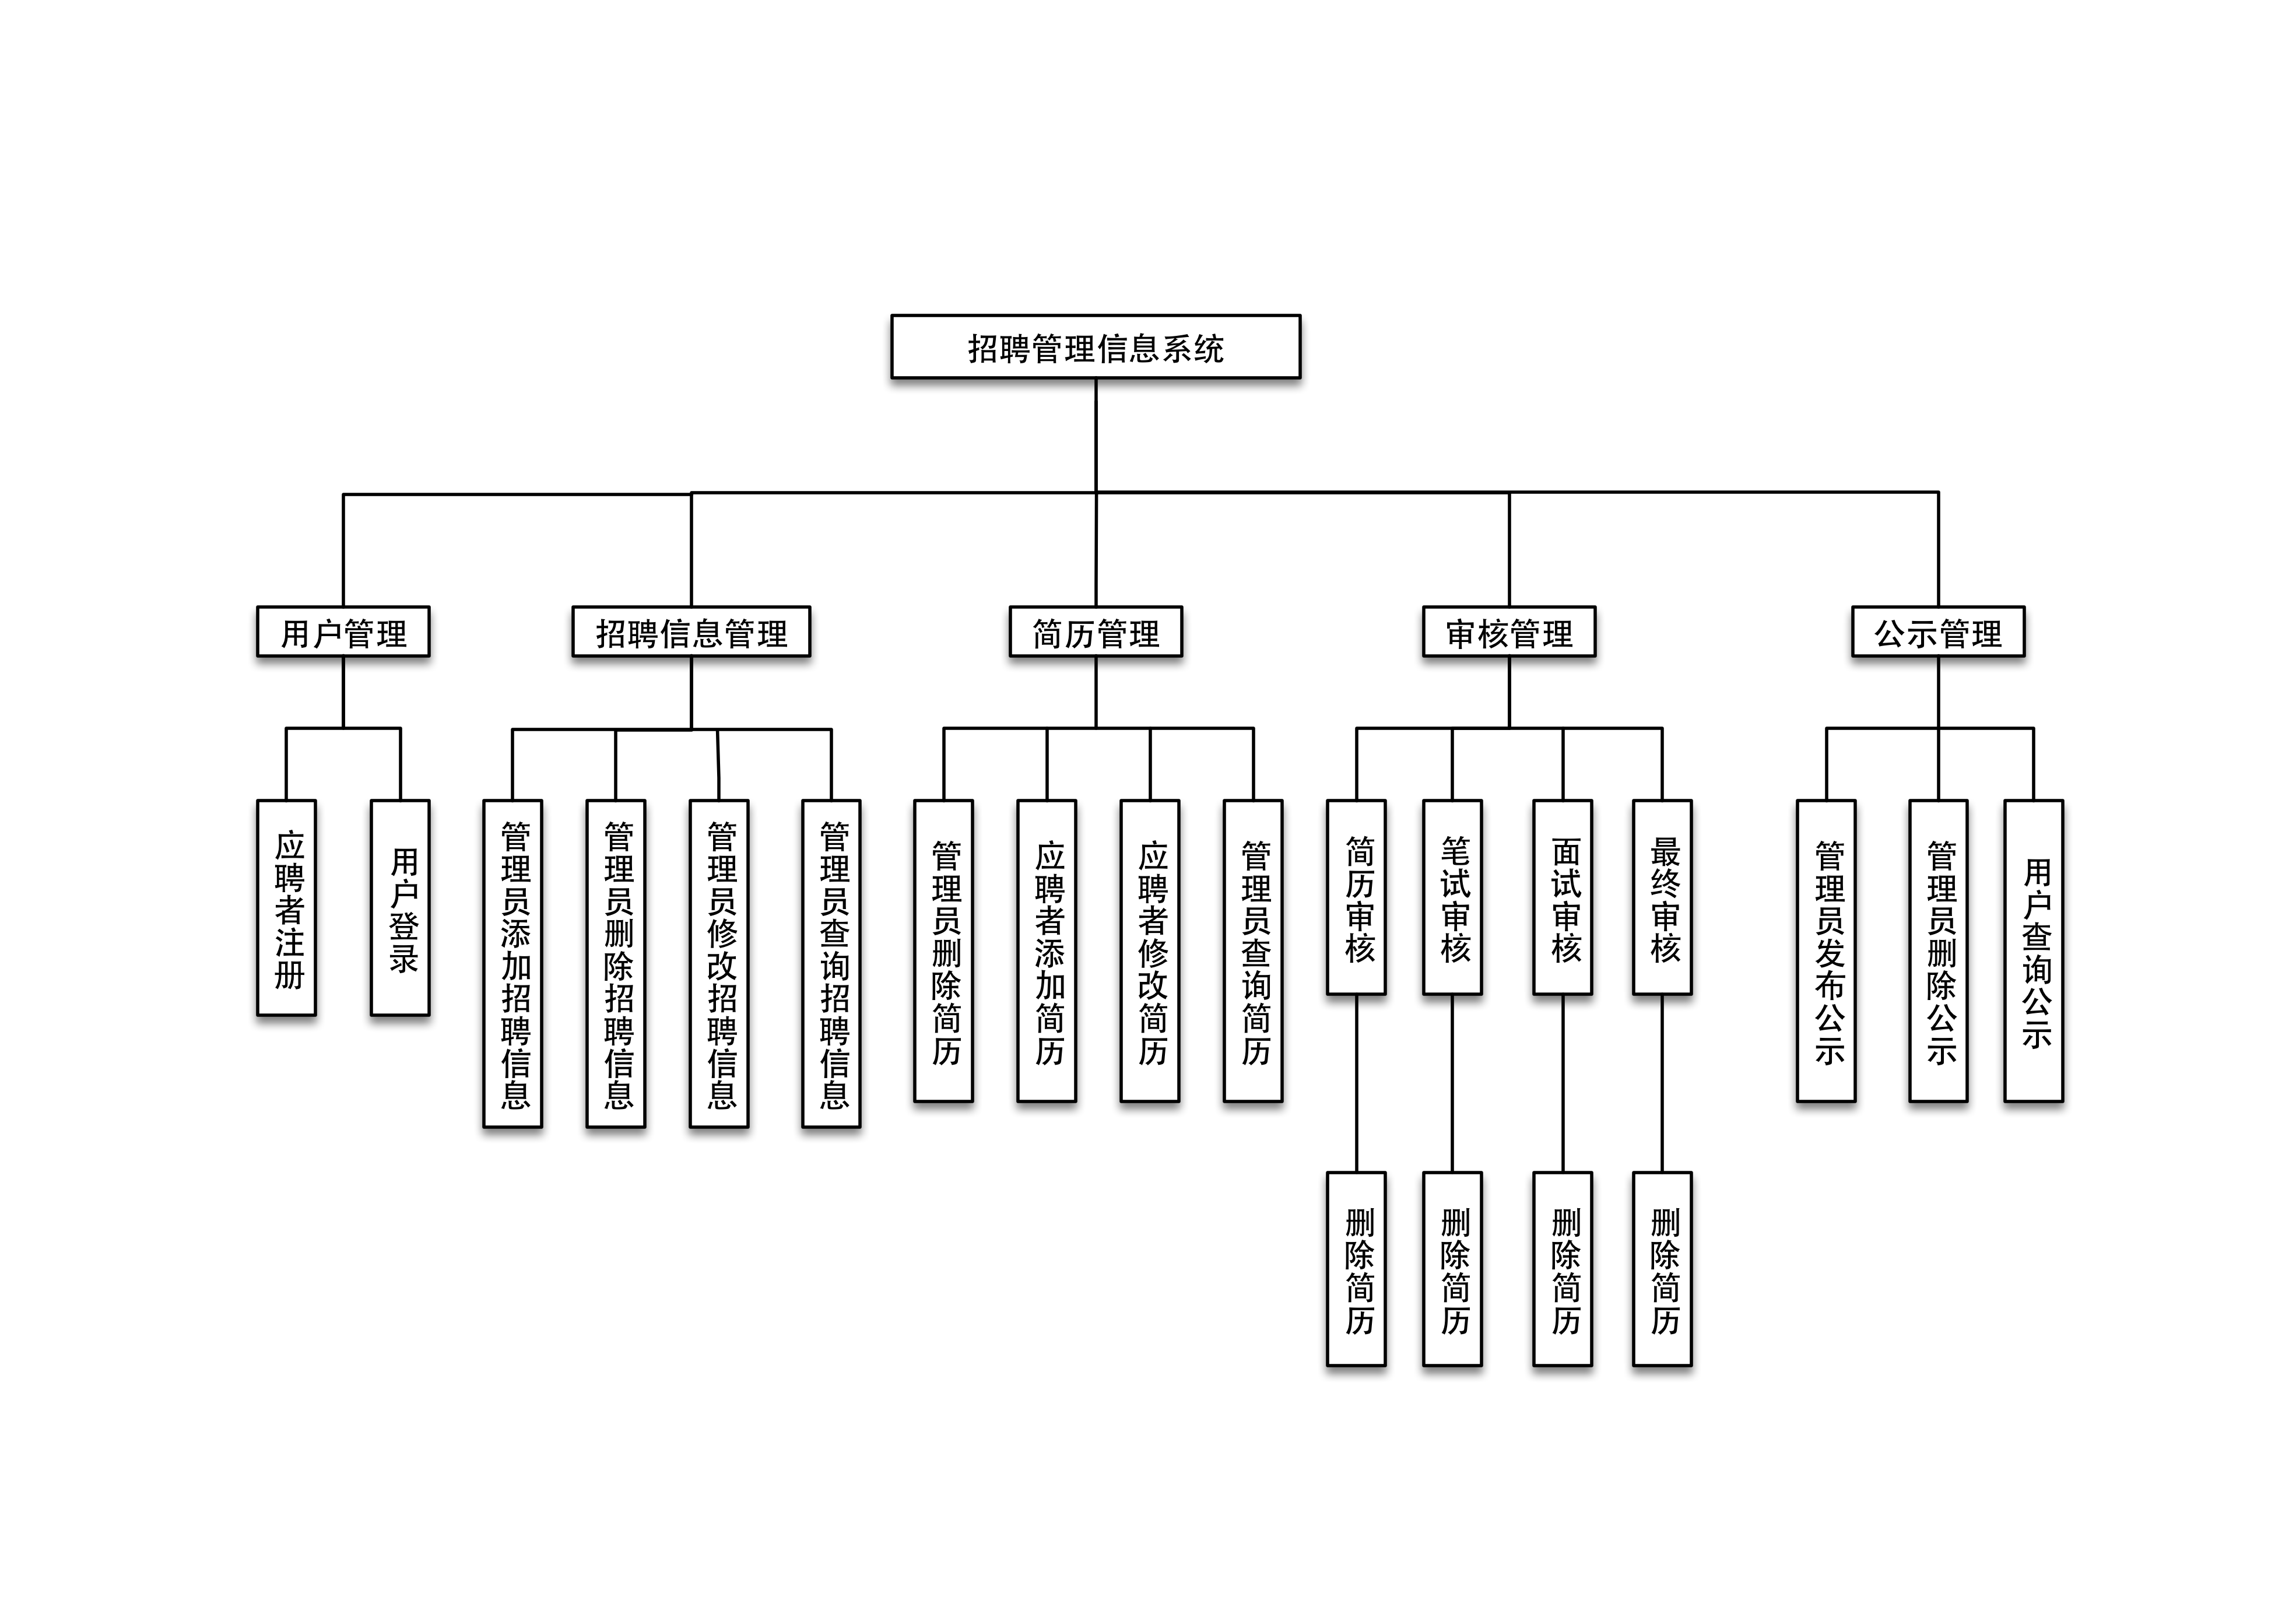 招聘管理信息系统
用户管理
招聘信息管理
简历管理
审核管理
公示管理
应聘者注册
用户登录
管理员添加招聘信息
管理员删除招聘信息
管理员修改招聘信息
管理员查询招聘信息
管理员删除简历
应聘者添加简历
应聘者修改简历
管理员查询简历
简历审核
笔试审核
面试审核
最终审核
管理员发布公示
管理员删除公示
用户查询公示
删除简历
删除简历
删除简历
删除简历